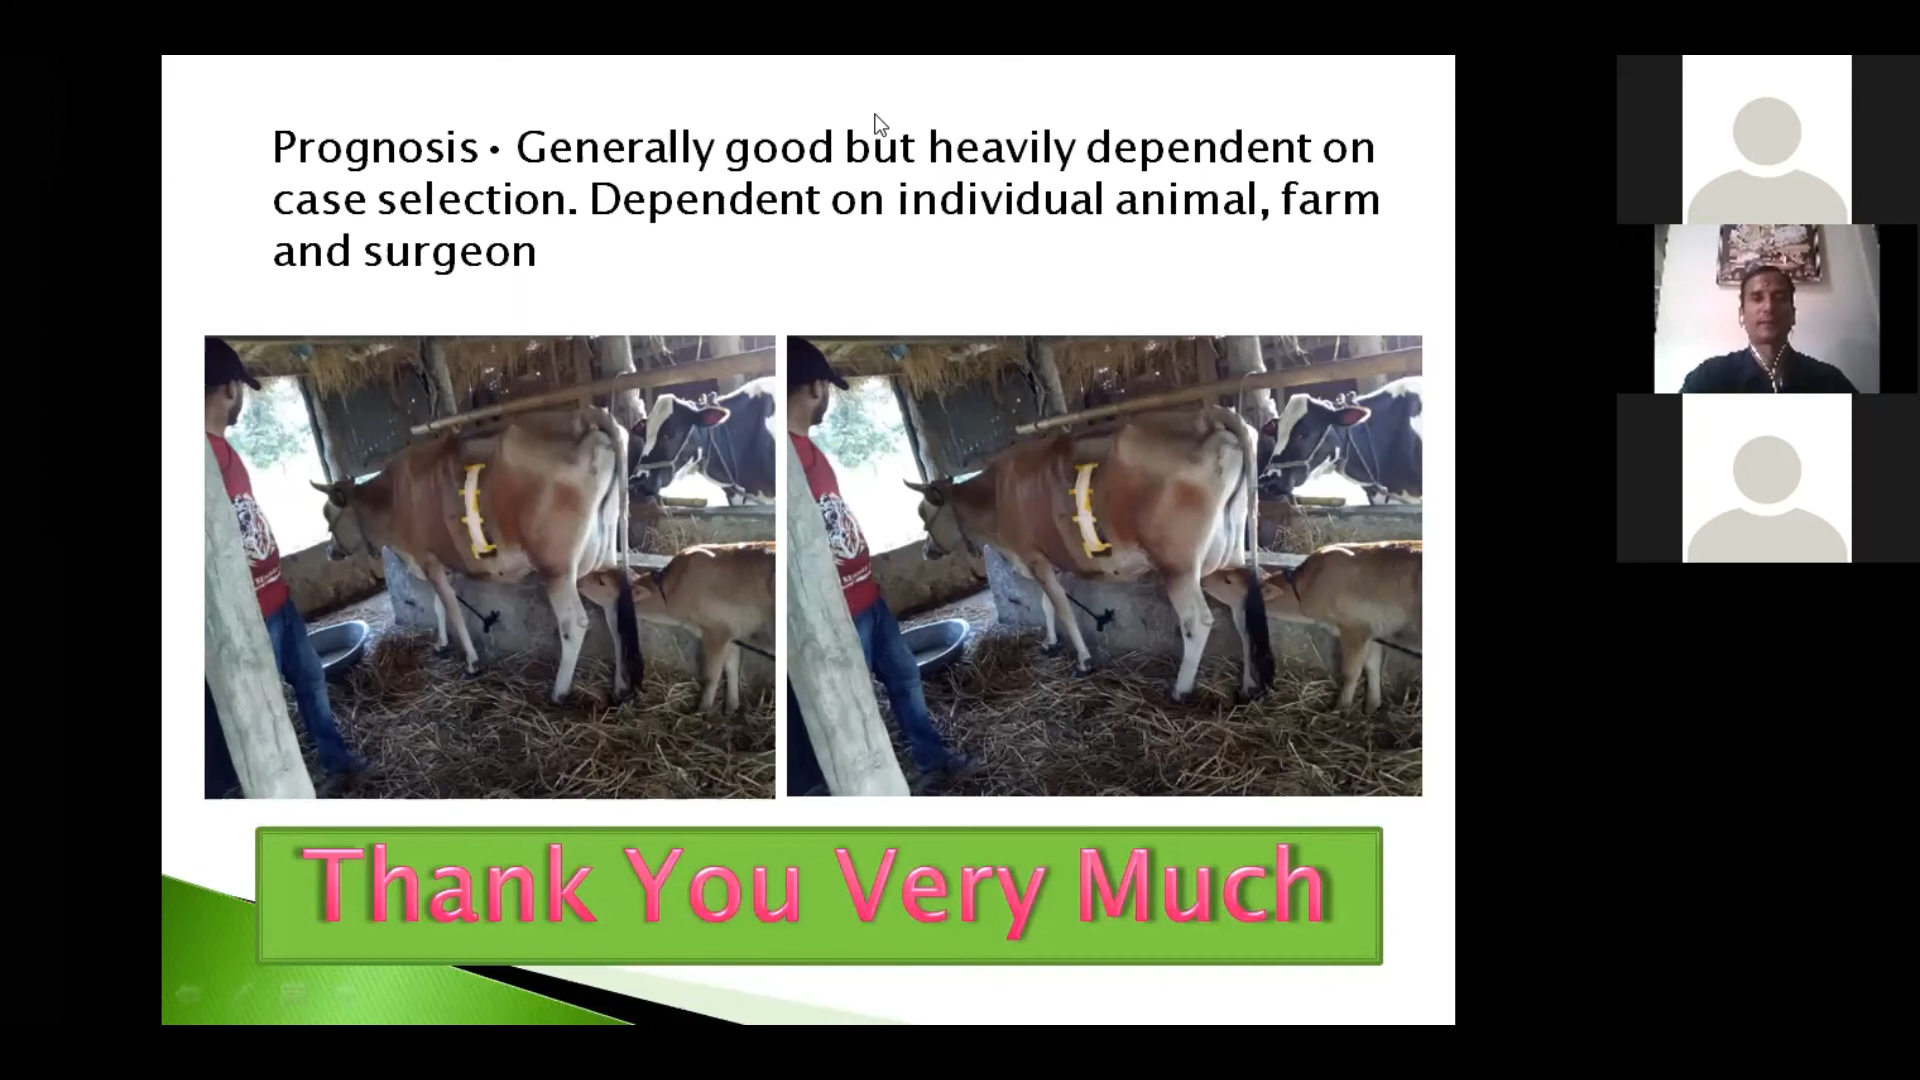 Prognosis • Generally good but heavily dependent on
case selection. Dependent on individual animal, farm
and surgeon
Thank You Very Much